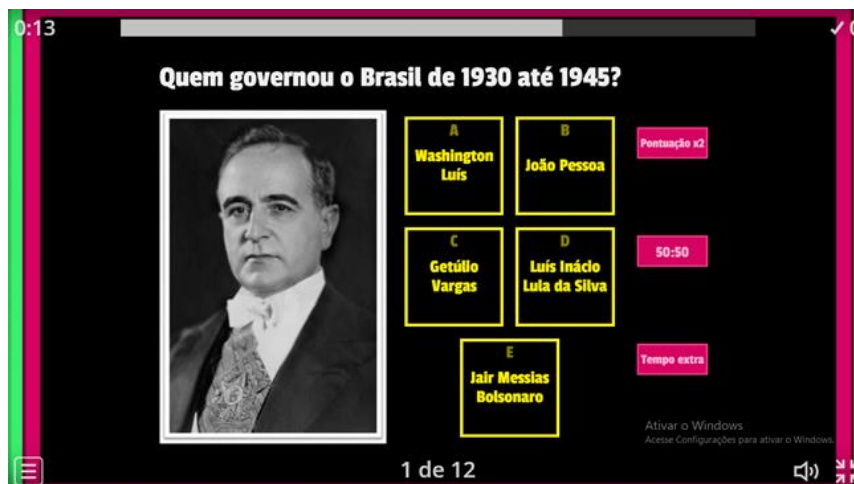 0:13
Quem governou o Brasil de 1930 até 1945?
A
Washington
Luís
B
João Pessoa
Pontuação x2
C
Getúlio
Vargas
D
Luís Inácio
Lula da Silva
50:50
E
Jair Messias
Bolsonaro
Tempo extra
Ativar o Windows
Acesse Configurações para ativar o Windows.
1 de 12